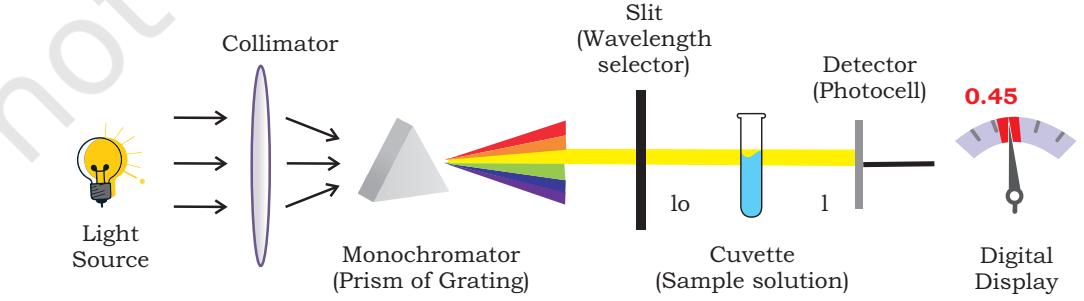 not
Collimator
Slit
(Wavelength
selector)
Detector
(Photocell)
0.45
lo
l
Light
Source
Monochromator
(Prism of Grating)
Cuvette
(Sample solution)
Digital
Display